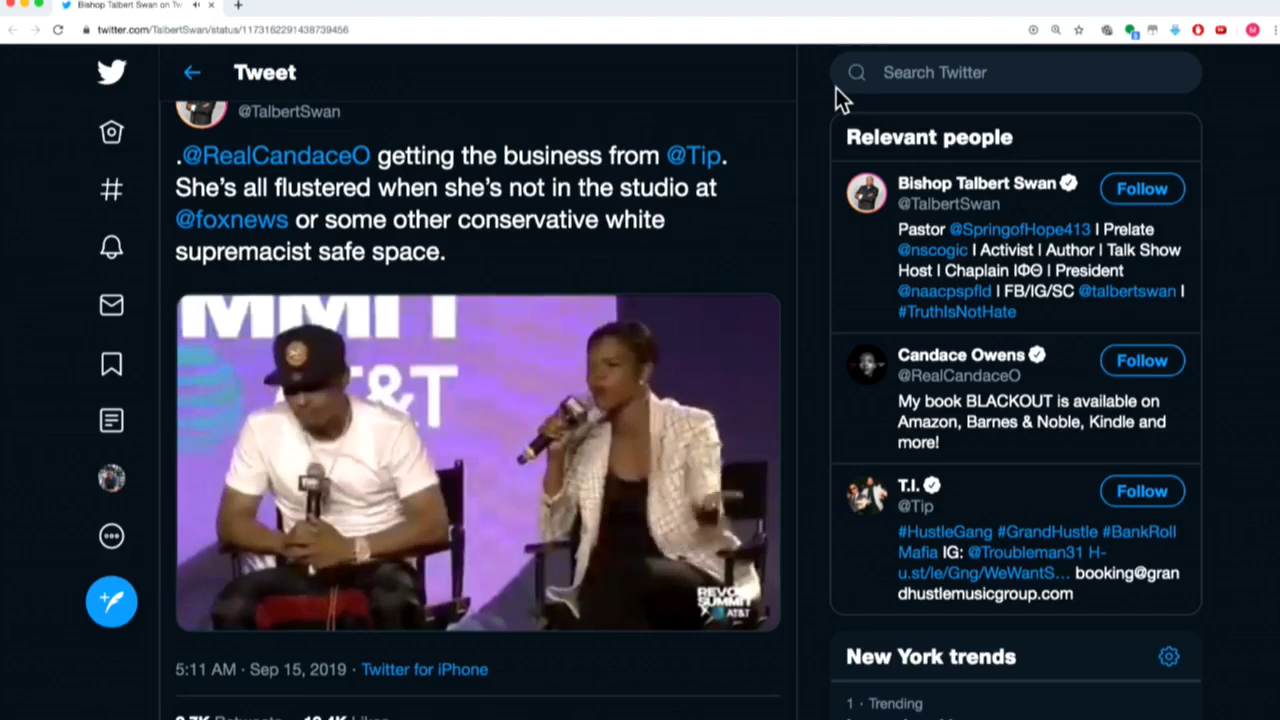 Bishop Talbert Swan on Tw
twitter.com/TalbertSwan/status/1173162291438739456
Tweet
@TalbertSwan
.@RealCandaceO getting the business from @Tip.
She's all flustered when she's not in the studio at
@foxnews or some other conservative white
supremacist safe space.
AT&T
REVOLT
SUMMIT
AT&T
5:11 AM · Sep 15, 2019 · Twitter for iPhone
Search Twitter
Relevant people
Bishop Talbert Swan
Follow
@TalbertSwan
Pastor @SpringofHope413 I Prelate
@nscogic I Activist I Author I Talk Show
Host I Chaplain IΦΘ I President
@naacpspfld I FB/IG/SC @talbertswan I
#TruthIsNotHate
Candace Owens
Follow
@RealCandaceO
My book BLACKOUT is available on
Amazon, Barnes & Noble, Kindle and
more!
T.I.
Follow
@Tip
#HustleGang #GrandHustle #BankRoll
Mafia IG: @Troubleman31 H-
u.st/le/Gng/WeWantS... booking@gran
dhustlemusicgroup.com
New York trends
1 · Trending